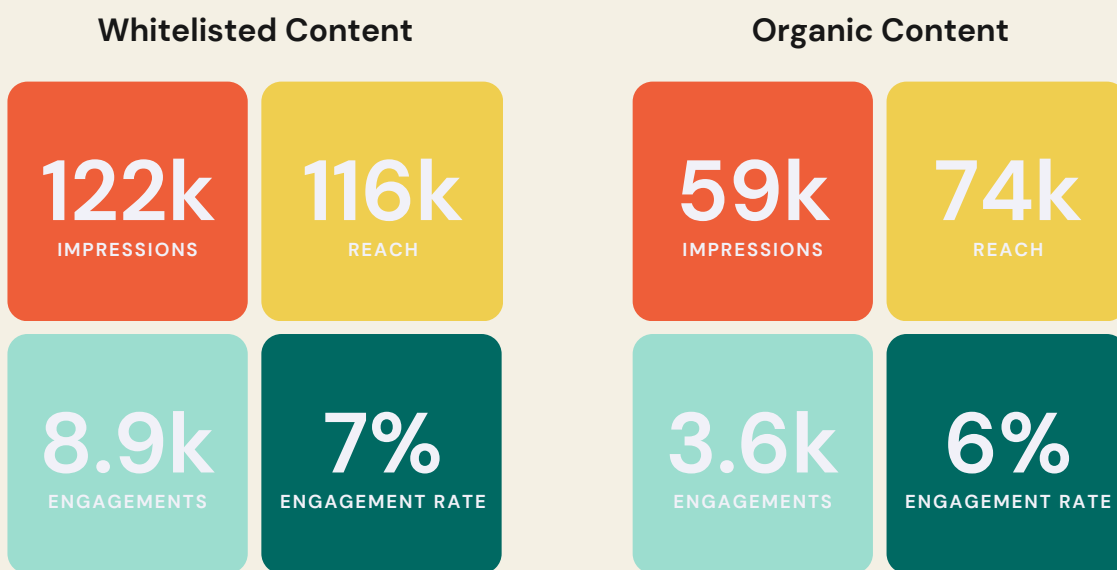 Whitelisted Content
Organic Content
122k
IMPRESSIONS
116k
REACH
59k
IMPRESSIONS
74k
REACH
8.9k
ENGAGEMENTS
7%
ENGAGEMENT RATE
3.6k
ENGAGEMENTS
6%
ENGAGEMENT RATE